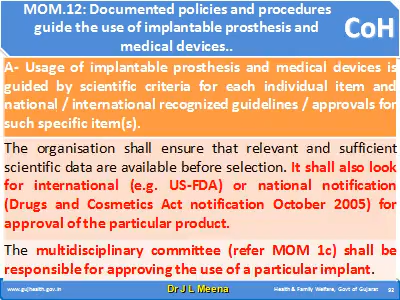 MOM.12: Documented policies and procedures
guide the use of implantable prosthesis and
medical devices..
CoH
A- Usage of implantable prosthesis and medical devices is
guided by scientific criteria for each individual item and
national / international recognized guidelines / approvals for
such specific item(s).
The organisation shall ensure that relevant and sufficient
scientific data are available before selection. It shall also look
for international (e.g. US-FDA) or national notification
(Drugs and Cosmetics Act notification October 2005) for
approval of the particular product.
The multidisciplinary committee (refer MOM 1c) shall be
responsible for approving the use of a particular implant.
www.gujhealth.gov.in Dr J L Meena Health & Family Welfare, Govt of Gujarat 93